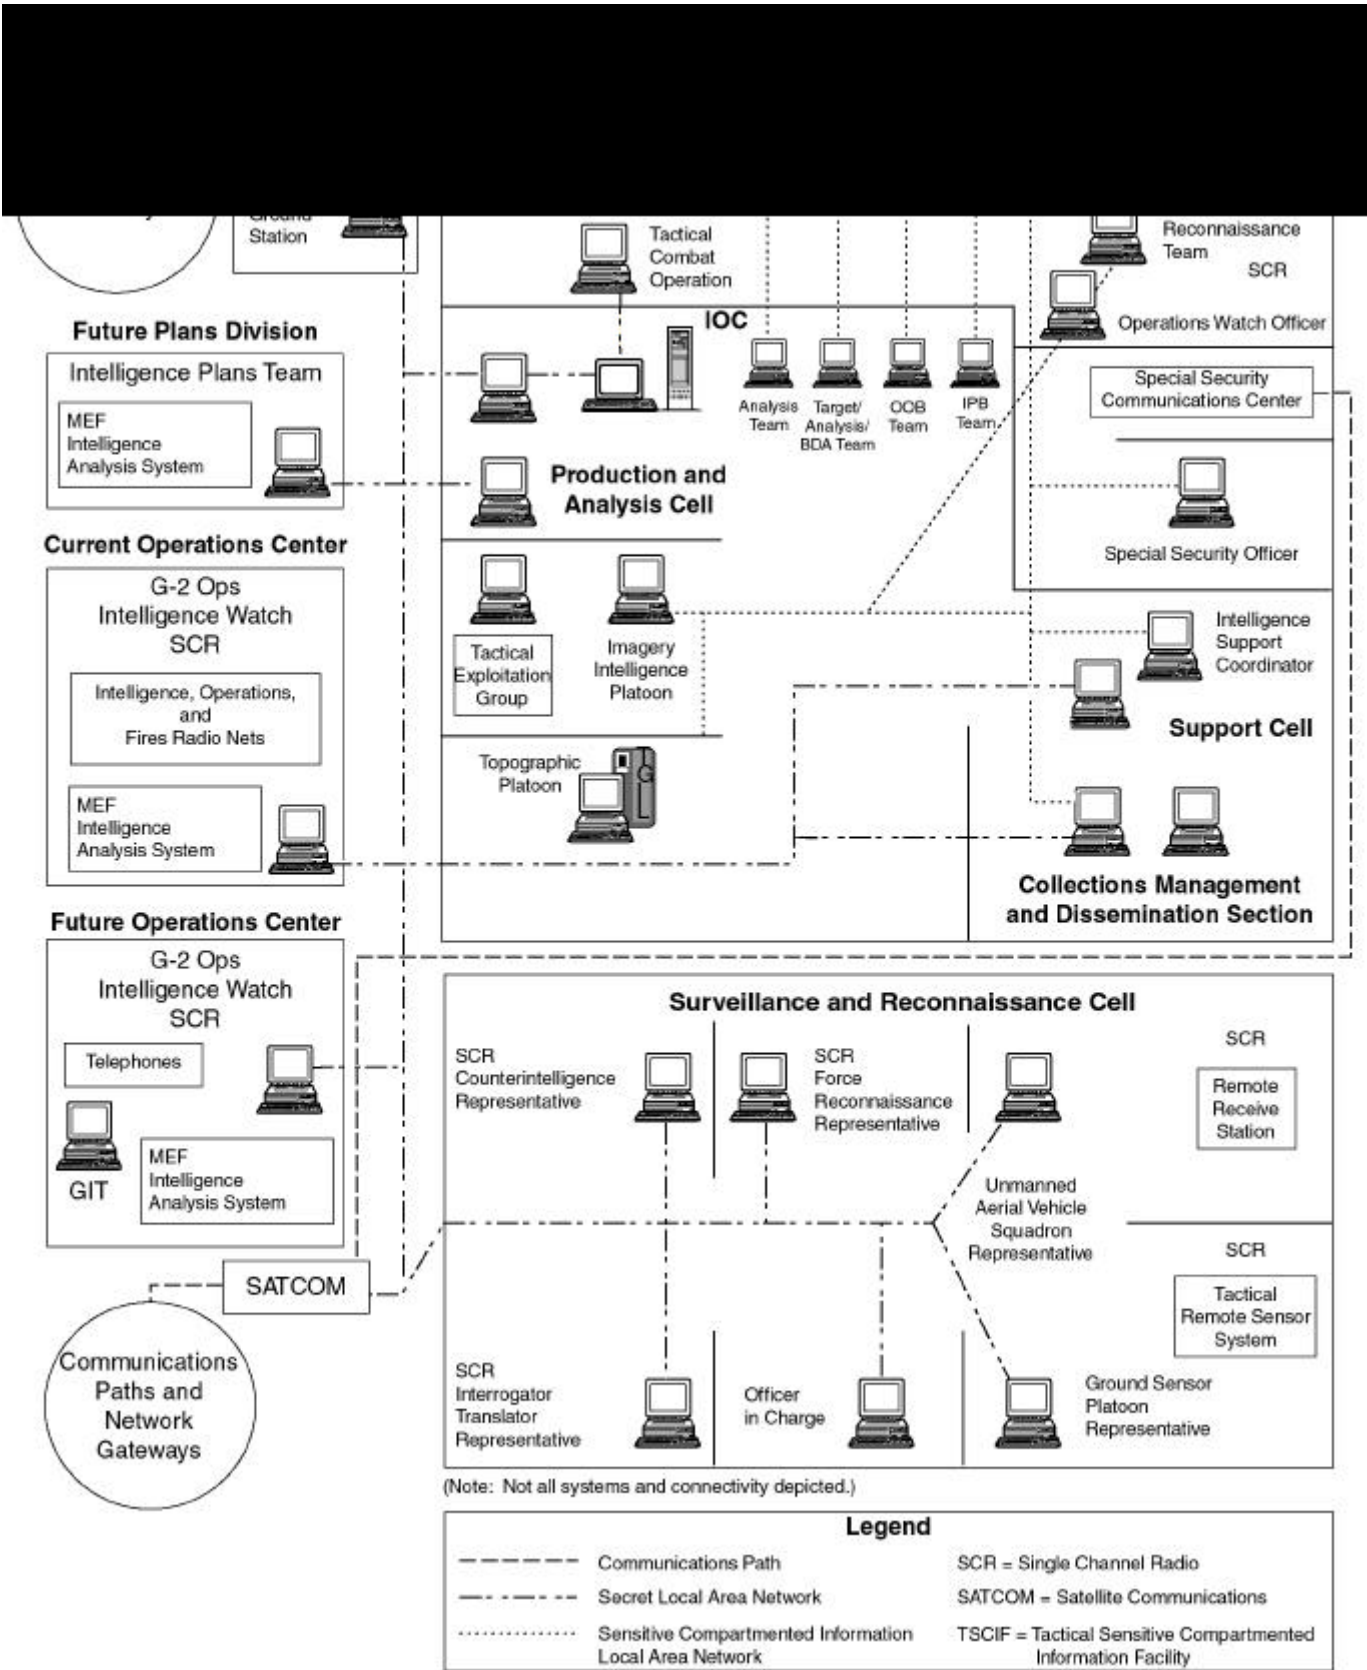 Station
Tactical
Combat
Operation
Reconnaissance
Team
SCR
Operations Watch Officer
IOC
Future Plans Division
Intelligence Plans Team
MEF
Intelligence
Analysis System
Analysis
Team
Target/
Analysis/
BDA Team
OOB
Team
IPB
Team
Special Security
Communications Center
Production and
Analysis Cell
Special Security Officer
Current Operations Center
G-2 Ops
Intelligence Watch
SCR
Intelligence, Operations,
and
Fires Radio Nets
MEF
Intelligence
Analysis System
Tactical
Exploitation
Group
Imagery
Intelligence
Platoon
Intelligence
Support
Coordinator
Support Cell
Topographic
Platoon
Collections Management
and Dissemination Section
Future Operations Center
G-2 Ops
Intelligence Watch
SCR
Telephones
GIT
MEF
Intelligence
Analysis System
SATCOM
Communications
Paths and
Network
Gateways
Surveillance and Reconnaissance Cell
SCR
Counterintelligence
Representative
SCR
Force
Reconnaissance
Representative
SCR
Remote
Receive
Station
Unmanned
Aerial Vehicle
Squadron
Representative
SCR
Tactical
Remote Sensor
System
SCR
Interrogator
Translator
Representative
Officer
in Charge
Ground Sensor
Platoon
Representative
(Note: Not all systems and connectivity depicted.)
Legend
Communications Path
SCR = Single Channel Radio
Secret Local Area Network
SATCOM = Satellite Communications
Sensitive Compartmented Information
Local Area Network
TSCIF = Tactical Sensitive Compartmented
Information Facility